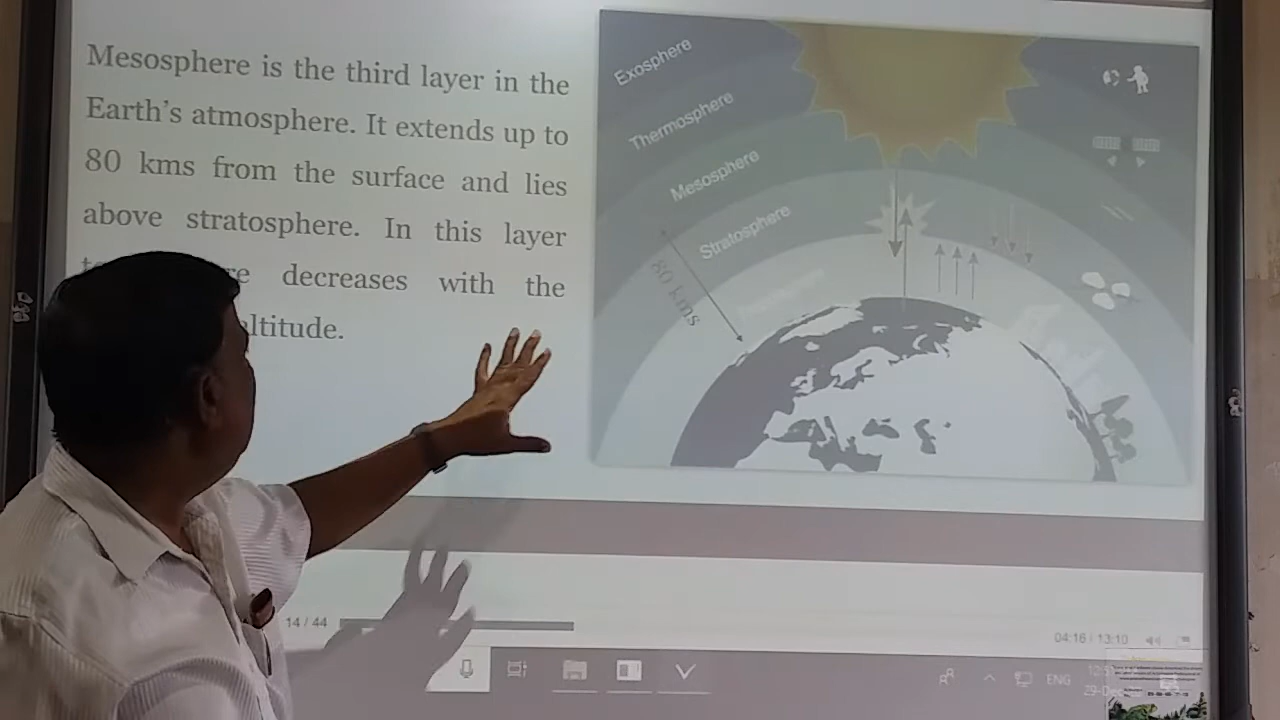 Mesosphere is the third layer in the
Earth's atmosphere. It extends up to
80 kms from the surface and lies
above stratosphere. In this layer
decreases with the
altitude.
Exosphere
Thermosphere
Mesosphere
Stratosphere
80 kms
14 / 44
04:16 / 13:10
ENG